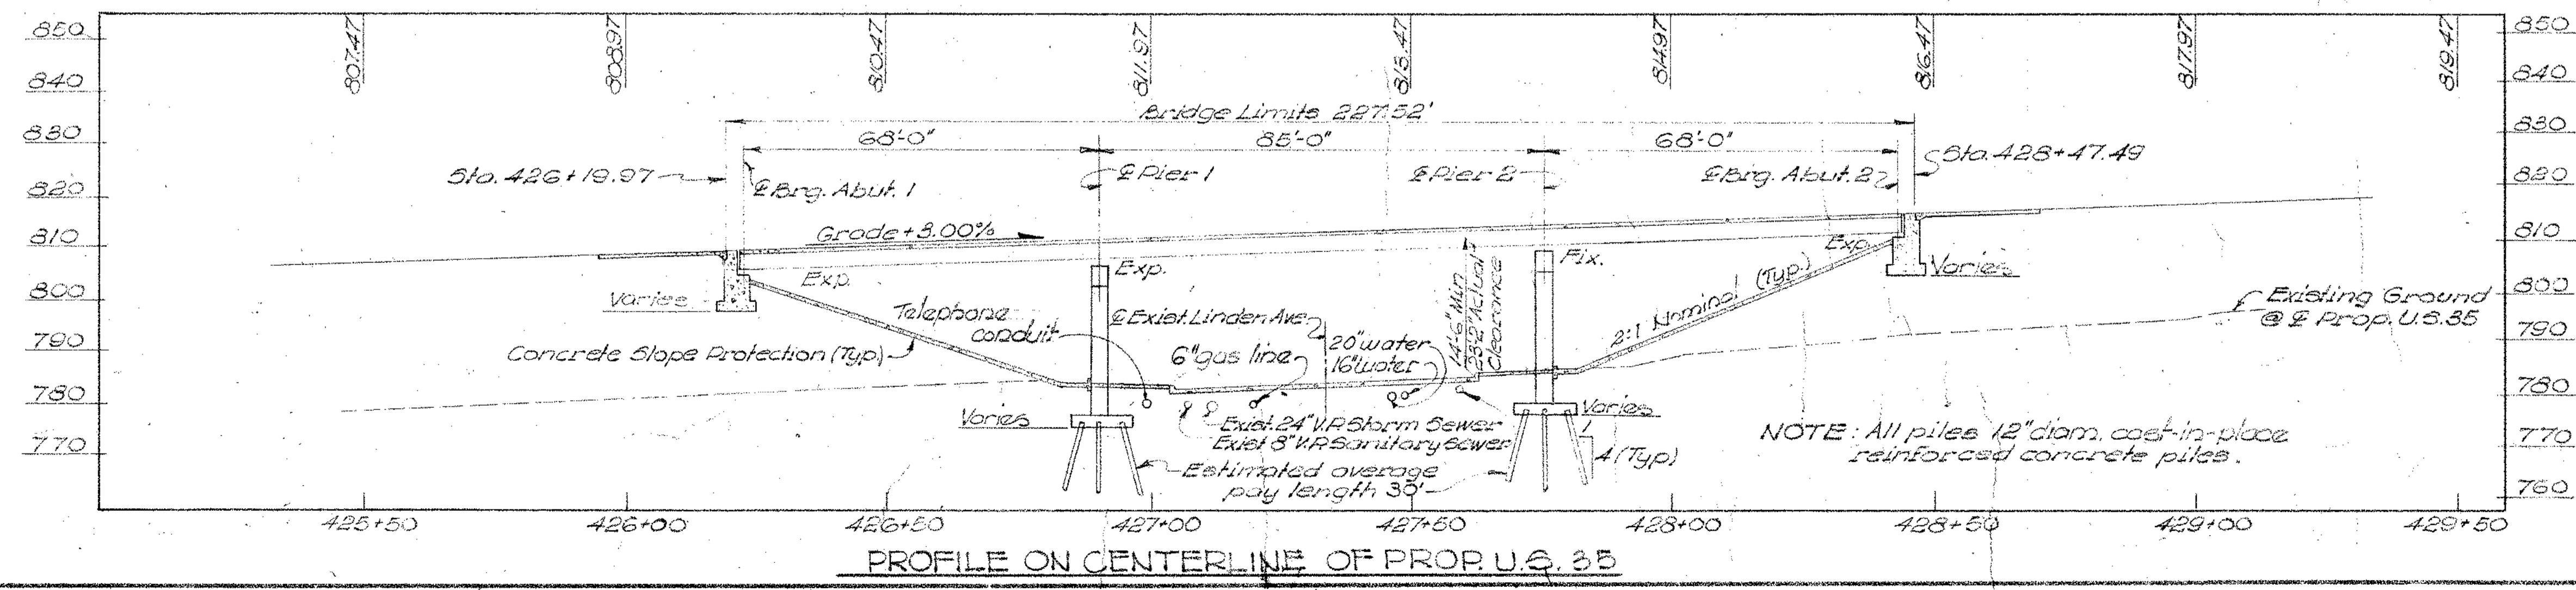 850
840
830
820
810
800
790
780
770
807.47
808.97
810.47
811.97
813.47
814.97
816.47
817.97
819.47
850
840
830
820
810
800
790
780
770
760
Bridge Limits 227.52'
68'-0"
85'-0"
68'-0"
Sta. 426+19.97
℄ Brg. Abut. 1
℄ Pier 1
℄ Pier 2
℄ Brg. Abut. 2
Sta. 428+47.49
Grade +3.00%
Exp.
Exp.
Fix.
Exp.
Varies
Varies
Telephone
conduit
℄ Exist. Linden Ave.
Concrete Slope Protection (Typ.)
6" gas line
20" water
16" water
14'-6" Min
23'-2" Actual
Clearance
2:1 Nominal (Typ.)
Existing Ground
@ ℄ Prop. U.S. 35
Varies
Varies
Exist. 24" V.P. Storm Sewer
Exist 8" V.P. Sanitary Sewer
Estimated average
pay length 30'
4 (Typ)
NOTE: All piles 12" diam. cast-in-place
reinforced concrete piles.
425+50
426+00
426+50
427+00
427+50
428+00
428+50
429+00
429+50
PROFILE ON CENTERLINE OF PROP. U.S. 35